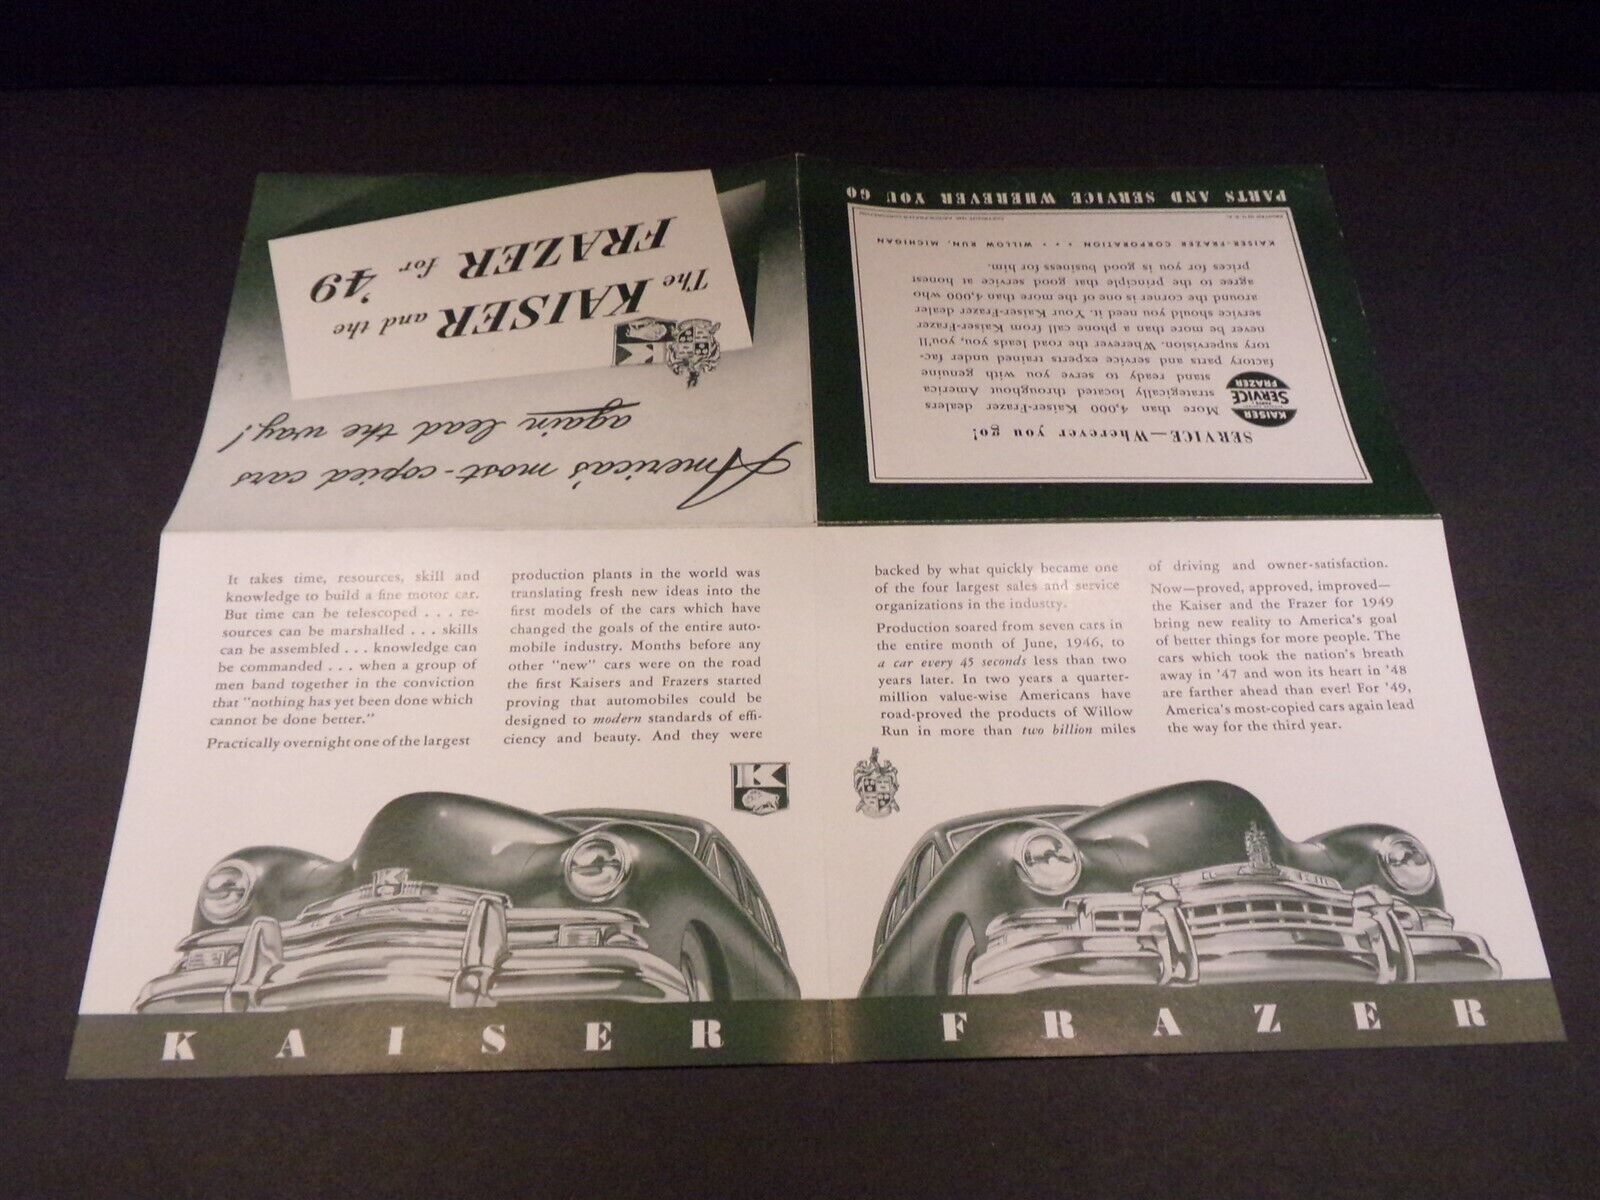 America's most-copied cars
again lead the way!
The KAISER and the
FRAZER for '49
K
SERVICE—Wherever you go!
KAISER
SERVICE
FRAZER
More than 4,000 Kaiser-Frazer dealers
strategically located throughout America
stand ready to serve you with genuine
factory parts and service experts trained under fac-
tory supervision. Wherever the road leads you, you'll
never be more than a phone call from Kaiser-Frazer
service should you need it. Your Kaiser-Frazer dealer
around the corner is one of the more than 4,000 who
agree to the principle that good service at honest
prices for you is good business for him.
KAISER-FRAZER CORPORATION • • • WILLOW RUN, MICHIGAN
PARTS AND SERVICE WHEREVER YOU GO
It takes time, resources, skill and
knowledge to build a fine motor car.
But time can be telescoped . . . re-
sources can be marshalled . . . skills
can be assembled . . . knowledge can
be commanded . . . when a group of
men band together in the conviction
that "nothing has yet been done which
cannot be done better."
Practically overnight one of the largest
production plants in the world was
translating fresh new ideas into the
first models of the cars which have
changed the goals of the entire auto-
mobile industry. Months before any
other "new" cars were on the road
the first Kaisers and Frazers started
proving that automobiles could be
designed to modern standards of effi-
ciency and beauty. And they were
backed by what quickly became one
of the four largest sales and service
organizations in the industry.
Production soared from seven cars in
the entire month of June, 1946, to
a car every 45 seconds less than two
years later. In two years a quarter-
million value-wise Americans have
road-proved the products of Willow
Run in more than two billion miles
of driving and owner-satisfaction.
Now—proved, approved, improved—
the Kaiser and the Frazer for 1949
bring new reality to America's goal
of better things for more people. The
cars which took the nation's breath
away in '47 and won its heart in '48
are farther ahead than ever! For '49,
America's most-copied cars again lead
the way for the third year.
K
K
KAISER
FRAZER